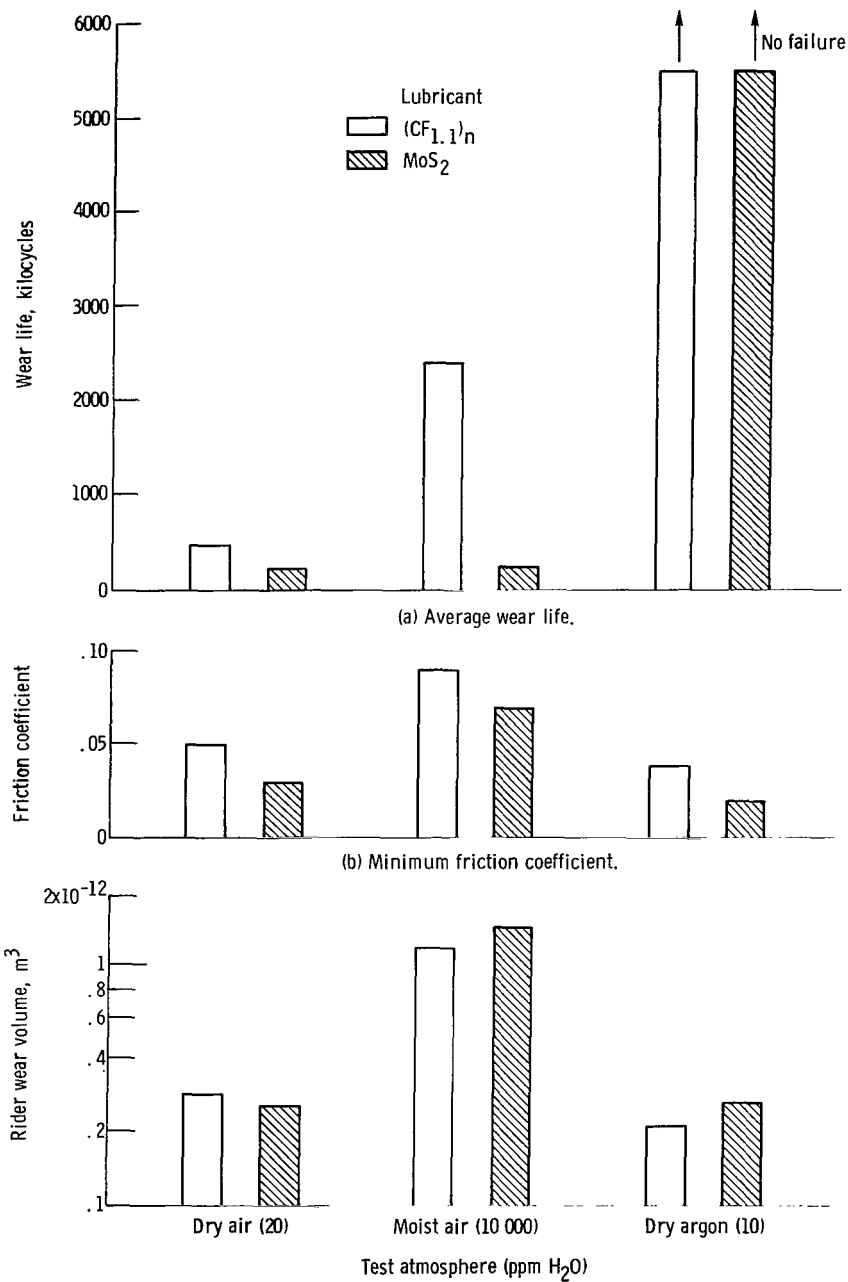 6000
No failure
Lubricant
(CF1.1)n
MoS2
5000
4000
3000
2000
1000
0
Wear life, kilocycles
(a) Average wear life.
.10
.05
0
Friction coefficient
(b) Minimum friction coefficient.
2x10-12
1
.8
.6
.4
.2
.1
Rider wear volume, m3
Dry air (20) Moist air (10 000) Dry argon (10)
Test atmosphere (ppm H2O)